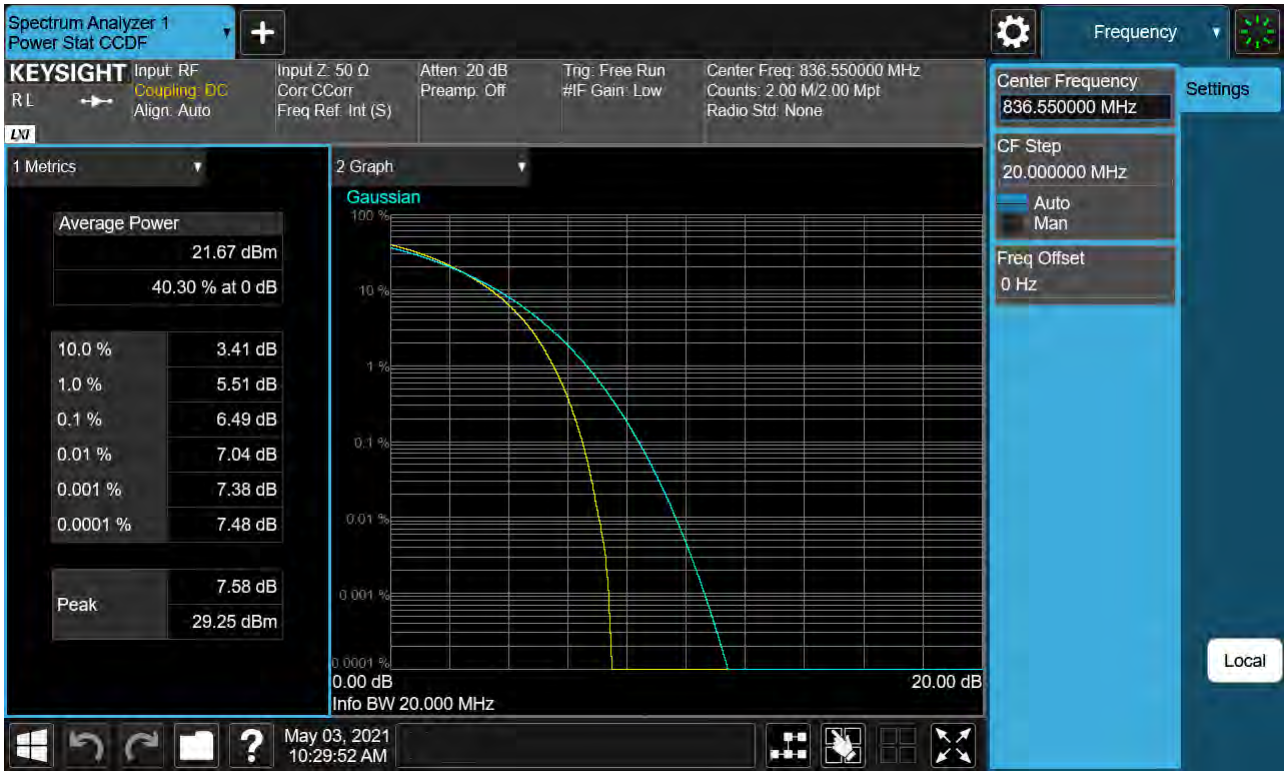 Spectrum Analyzer 1
Power Stat CCDF
+
Frequency
KEYSIGHT
RL
LXI
Input: RF
Coupling: DC
Align: Auto
Input Z: 50 Ω
Corr CCorr
Freq Ref: Int (S)
Atten: 20 dB
Preamp: Off
Trig: Free Run
#IF Gain: Low
Center Freq: 836.550000 MHz
Counts: 2.00 M/2.00 Mpt
Radio Std: None
Center Frequency
836.550000 MHz
Settings
CF Step
20.000000 MHz
Auto
Man
Freq Offset
0 Hz
1 Metrics
Average Power
21.67 dBm
40.30 % at 0 dB
10.0 % 3.41 dB
1.0 % 5.51 dB
0.1 % 6.49 dB
0.01 % 7.04 dB
0.001 % 7.38 dB
0.0001 % 7.48 dB
Peak
7.58 dB
29.25 dBm
2 Graph
Gaussian
100 %
10 %
1 %
0.1 %
0.01 %
0.001 %
0.0001 %
0.00 dB 20.00 dB
Info BW 20.000 MHz
Local
?
May 03, 2021
10:29:52 AM